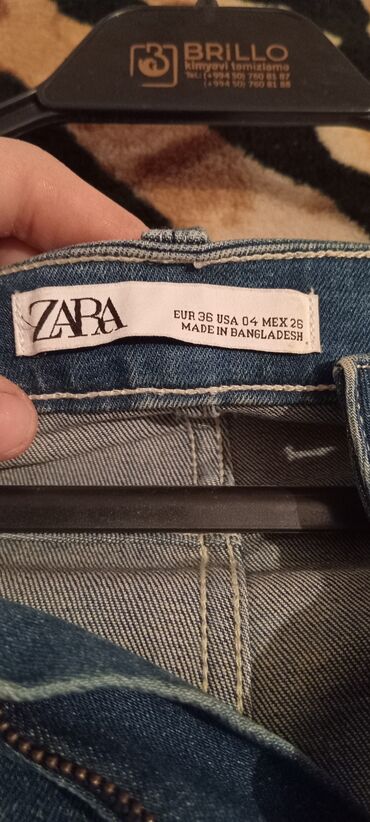 BRILLO
kimyəvi təmizləmə
Tel.: (+994 50) 760 81 87
(+994 50) 760 81 88
ZARA
EUR 36 USA 04 MEX 26
MADE IN BANGLADESH